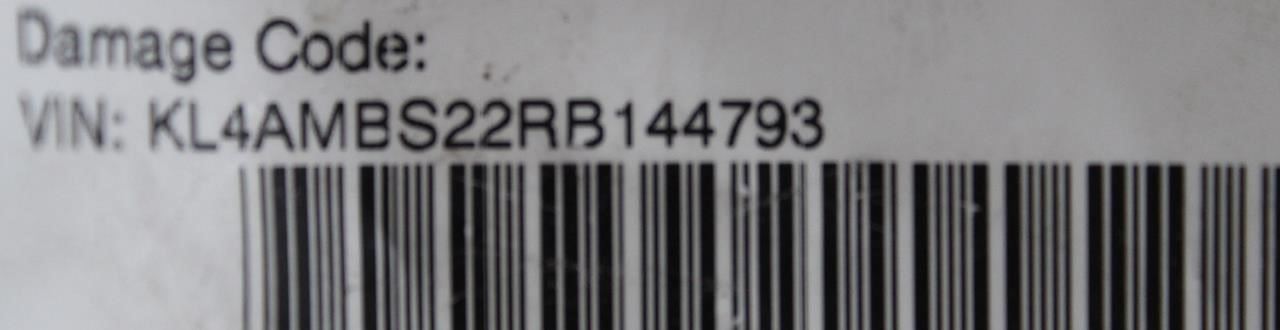 Damage Code:
VIN: KL4AMBS22RB144793